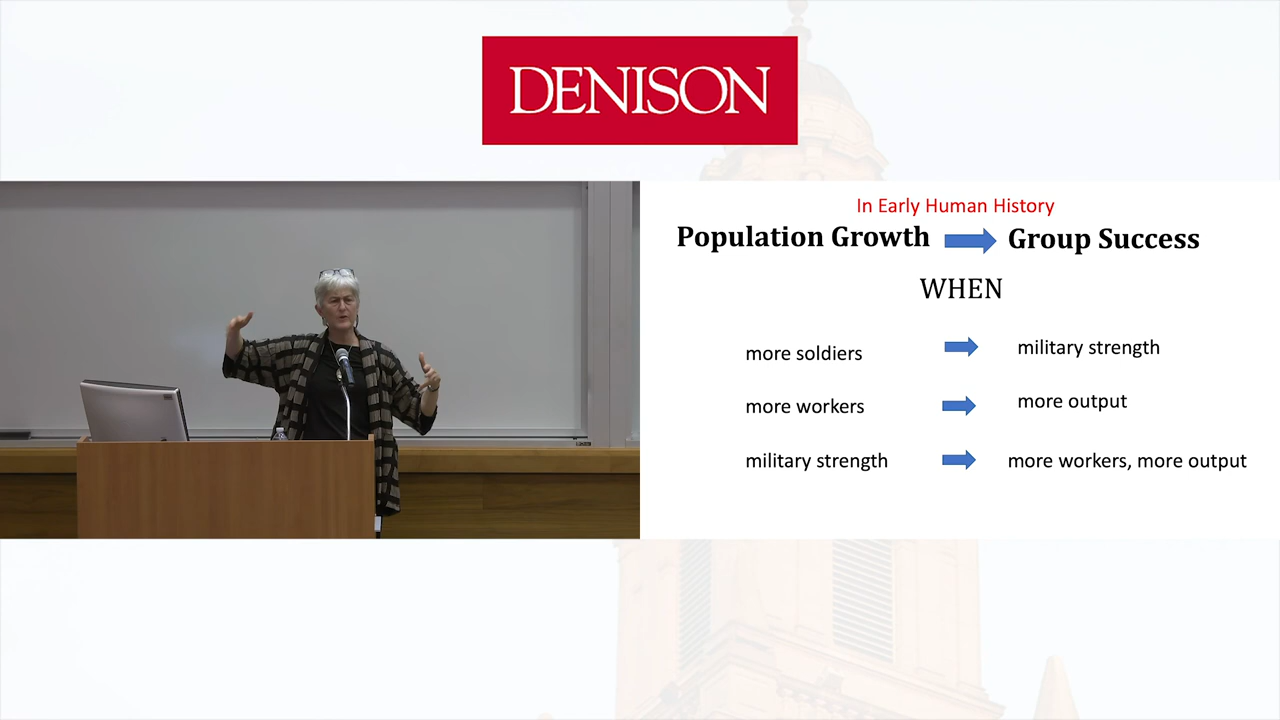 DENISON
In Early Human History
Population Growth Group Success
WHEN
more soldiers military strength
more workers more output
military strength more workers, more output